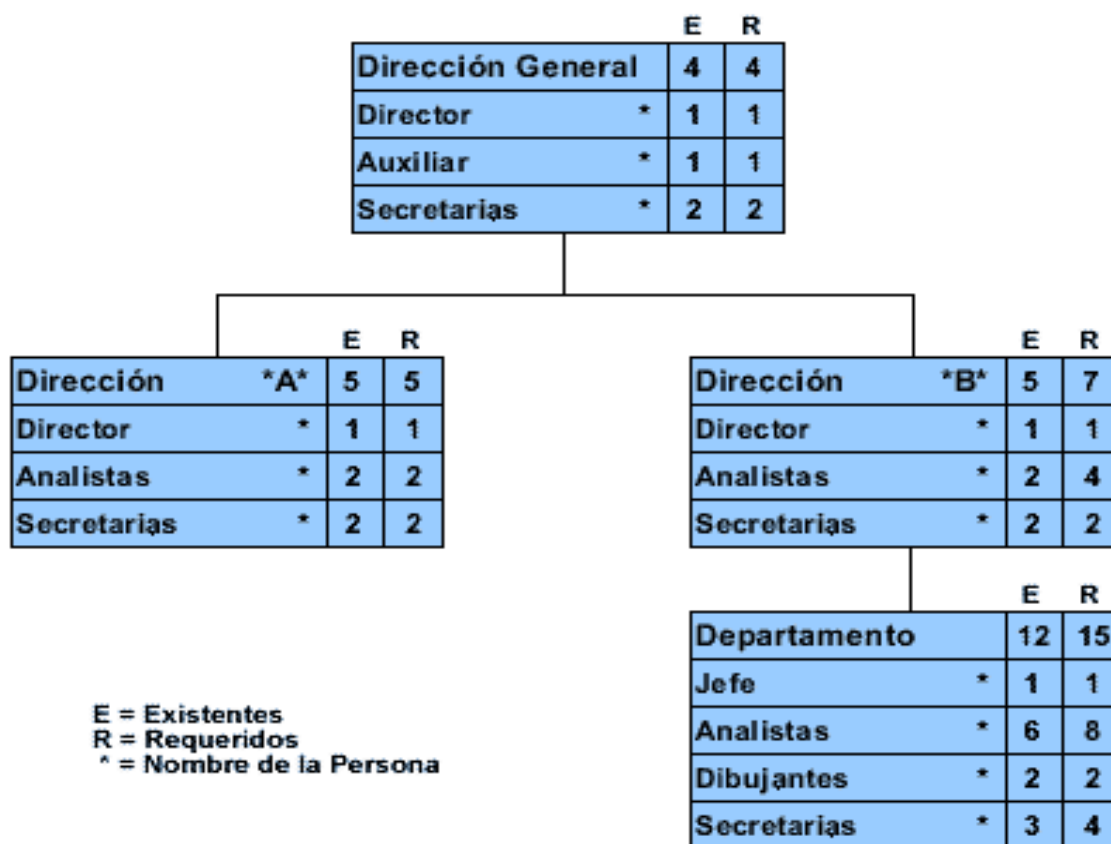 E R
Dirección General 4 4
Director * 1 1
Auxiliar * 1 1
Secretarias * 2 2
E R
Dirección *A* 5 5
Director * 1 1
Analistas * 2 2
Secretarias * 2 2
E R
Dirección *B* 5 7
Director * 1 1
Analistas * 2 4
Secretarias * 2 2
E R
Departamento 12 15
Jefe * 1 1
Analistas * 6 8
Dibujantes * 2 2
Secretarias * 3 4
E = Existentes
R = Requeridos
* = Nombre de la Persona